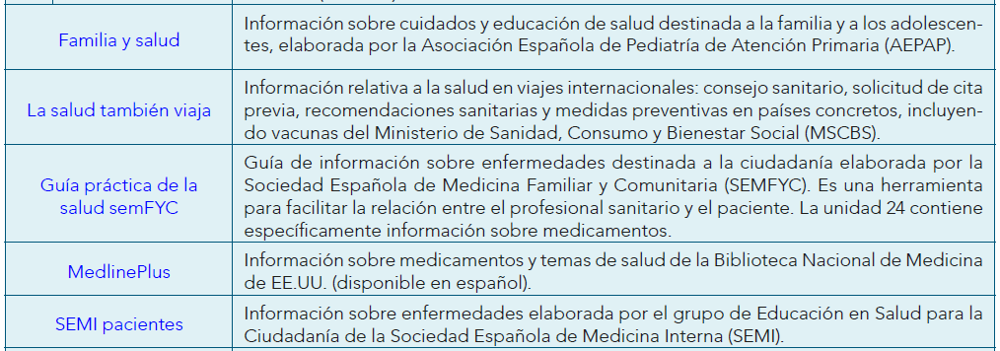 Familia y salud
Información sobre cuidados y educación de salud destinada a la familia y a los adolescen-
tes, elaborada por la Asociación Española de Pediatría de Atención Primaria (AEPAP).
La salud también viaja
Información relativa a la salud en viajes internacionales: consejo sanitario, solicitud de cita
previa, recomendaciones sanitarias y medidas preventivas en países concretos, incluyen-
do vacunas del Ministerio de Sanidad, Consumo y Bienestar Social (MSCBS).
Guía práctica de la
salud semFYC
Guía de información sobre enfermedades destinada a la ciudadanía elaborada por la
Sociedad Española de Medicina Familiar y Comunitaria (SEMFYC). Es una herramienta
para facilitar la relación entre el profesional sanitario y el paciente. La unidad 24 contiene
específicamente información sobre medicamentos.
MedlinePlus
Información sobre medicamentos y temas de salud de la Biblioteca Nacional de Medicina
de EE.UU. (disponible en español).
SEMI pacientes
Información sobre enfermedades elaborada por el grupo de Educación en Salud para la
Ciudadanía de la Sociedad Española de Medicina Interna (SEMI).